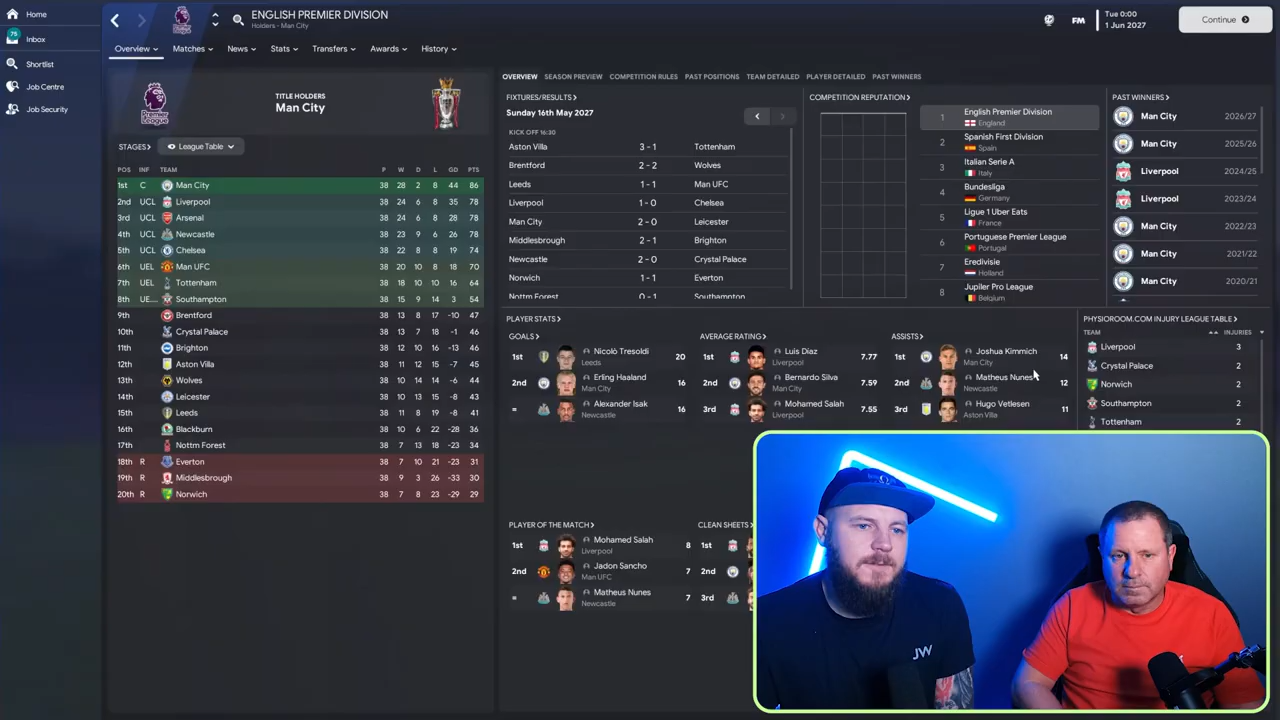 Home
75
Inbox
Shortlist
Job Centre
Job Security
ENGLISH PREMIER DIVISION
Holders - Man City
FM
Tue 0:00
1 Jun 2027
Continue
Overview
Matches
News
Stats
Transfers
Awards
History
Premier League
TITLE HOLDERS
Man City
STAGES
League Table
POS INF TEAM P W D L GD PTS
1st C Man City 38 28 2 8 44 86
2nd UCL Liverpool 38 24 6 8 35 78
3rd UCL Arsenal 38 24 6 8 28 78
4th UCL Newcastle 38 23 9 6 26 78
5th UCL Chelsea 38 22 8 8 19 74
6th UEL Man UFC 38 20 10 8 18 70
7th UEL Tottenham 38 18 10 10 16 64
8th UE... Southampton 38 15 9 14 3 54
9th Brentford 38 13 8 17 -10 47
10th Crystal Palace 38 13 7 18 -1 46
11th Brighton 38 12 10 16 -13 46
12th Aston Villa 38 11 12 15 -7 45
13th Wolves 38 10 14 14 -6 44
14th Leicester 38 10 13 15 -8 43
15th Leeds 38 11 8 19 -8 41
16th Blackburn 38 10 6 22 -28 36
17th Nottm Forest 38 7 13 18 -23 34
18th R Everton 38 7 10 21 -23 31
19th R Middlesbrough 38 9 3 26 -33 30
20th R Norwich 38 7 8 23 -29 29
OVERVIEW SEASON PREVIEW COMPETITION RULES PAST POSITIONS TEAM DETAILED PLAYER DETAILED PAST WINNERS
FIXTURES/RESULTS
Sunday 16th May 2027
KICK OFF 16:30
Aston Villa 3 - 1 Tottenham
Brentford 2 - 2 Wolves
Leeds 1 - 1 Man UFC
Liverpool 1 - 0 Chelsea
Man City 2 - 0 Leicester
Middlesbrough 2 - 1 Brighton
Newcastle 2 - 0 Crystal Palace
Norwich 1 - 1 Everton
Nottm Forest 0 - 1 Southampton
COMPETITION REPUTATION
1 English Premier Division
England
2 Spanish First Division
Spain
3 Italian Serie A
Italy
4 Bundesliga
Germany
5 Ligue 1 Uber Eats
France
6 Portuguese Premier League
Portugal
7 Eredivisie
Holland
8 Jupiler Pro League
Belgium
PAST WINNERS
Man City 2026/27
Man City 2025/26
Liverpool 2024/25
Liverpool 2023/24
Man City 2022/23
Man City 2021/22
Man City 2020/21
PLAYER STATS
GOALS
1st Nicolò Tresoldi 20
Leeds
2nd Erling Haaland 16
Man City
= Alexander Isak 16
Newcastle
AVERAGE RATING
1st Luis Díaz 7.77
Liverpool
2nd Bernardo Silva 7.59
Man City
3rd Mohamed Salah 7.55
Liverpool
ASSISTS
1st Joshua Kimmich 14
Man City
2nd Matheus Nunes 12
Newcastle
3rd Hugo Vetlesen 11
Aston Villa
PHYSIOROOM.COM INJURY LEAGUE TABLE
TEAM INJURIES
Liverpool 3
Crystal Palace 2
Norwich 2
Southampton 2
Tottenham 2
PLAYER OF THE MATCH
1st Mohamed Salah 8
Liverpool
2nd Jadon Sancho 7
Man UFC
= Matheus Nunes 7
Newcastle
CLEAN SHEETS
1st
2nd
3rd
JW